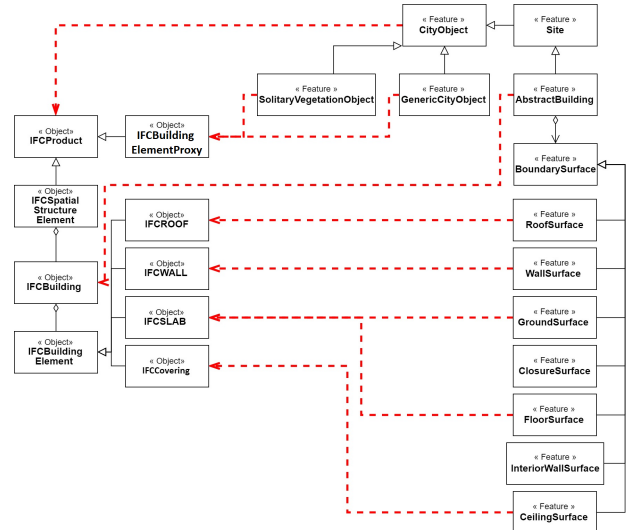 « Feature »
CityObject
« Feature »
Site
« Feature »
SolitaryVegetationObject
« Feature »
GenericCityObject
« Feature »
AbstractBuilding
« Object»
IFCProduct
« Object»
IFCBuilding
ElementProxy
« Feature »
BoundarySurface
« Object»
IFCSpatial
Structure
Element
« Object»
IFCROOF
« Feature »
RoofSurface
« Object»
IFCBuilding
« Object»
IFCWALL
« Feature »
WallSurface
« Object»
IFCSLAB
« Feature »
GroundSurface
« Object»
IFCBuilding
Element
« Object»
IFCCovering
« Feature »
ClosureSurface
« Feature »
FloorSurface
« Feature »
InteriorWallSurface
« Feature »
CeilingSurface